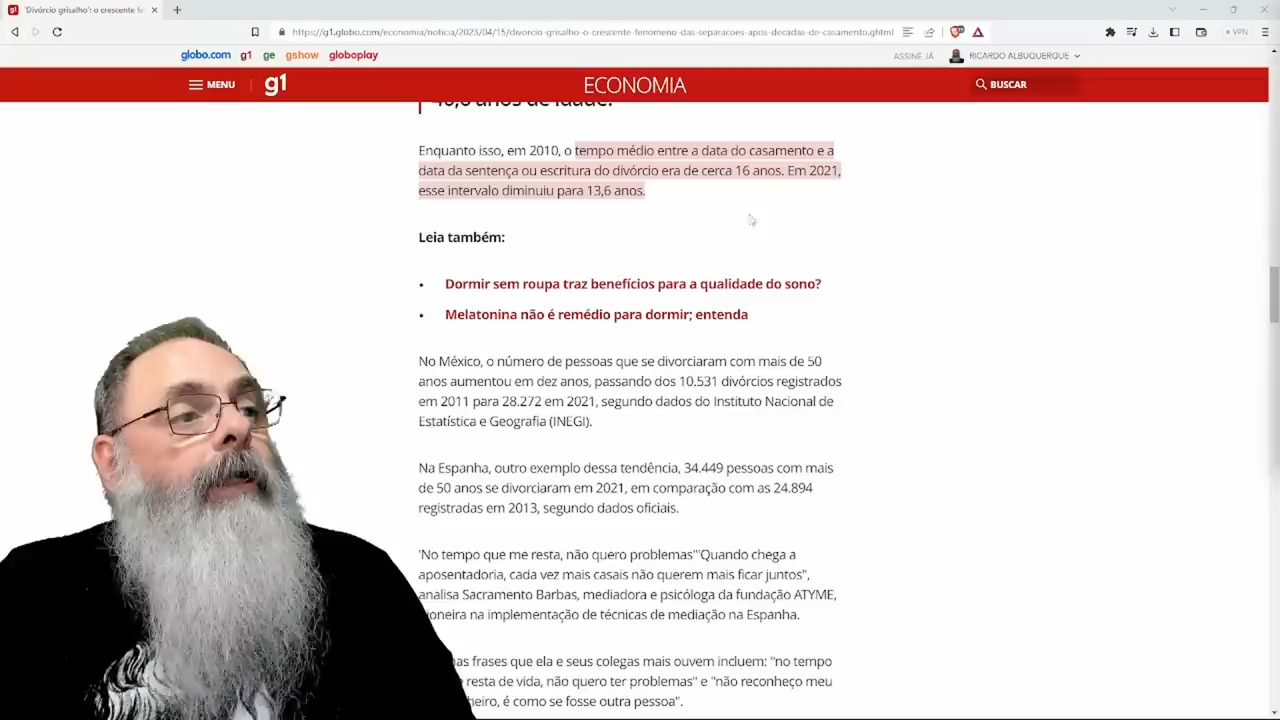 'Divórcio grisalho': o crescente fe
https://g1.globo.com/economia/noticia/2023/04/15/divorcio-grisalho-o-crescente-fenomeno-das-separacoes-apos-decadas-de-casamento.ghtml
VPN
globo.com g1 ge gshow globoplay
ASSINE JÁ
RICARDO ALBUQUERQUE
MENU
g1
ECONOMIA
BUSCAR
anos de idade.
Enquanto isso, em 2010, o tempo médio entre a data do casamento e a
data da sentença ou escritura do divórcio era de cerca 16 anos. Em 2021,
esse intervalo diminuiu para 13,6 anos.
Leia também:
• Dormir sem roupa traz benefícios para a qualidade do sono?
• Melatonina não é remédio para dormir; entenda
No México, o número de pessoas que se divorciaram com mais de 50
anos aumentou em dez anos, passando dos 10.531 divórcios registrados
em 2011 para 28.272 em 2021, segundo dados do Instituto Nacional de
Estatística e Geografia (INEGI).
Na Espanha, outro exemplo dessa tendência, 34.449 pessoas com mais
de 50 anos se divorciaram em 2021, em comparação com as 24.894
registradas em 2013, segundo dados oficiais.
'No tempo que me resta, não quero problemas'"Quando chega a
aposentadoria, cada vez mais casais não querem mais ficar juntos",
analisa Sacramento Barbas, mediadora e psicóloga da fundação ATYME,
ioneira na implementação de técnicas de mediação na Espanha.
as frases que ela e seus colegas mais ouvem incluem: "no tempo
resta de vida, não quero ter problemas" e "não reconheço meu
heiro, é como se fosse outra pessoa".